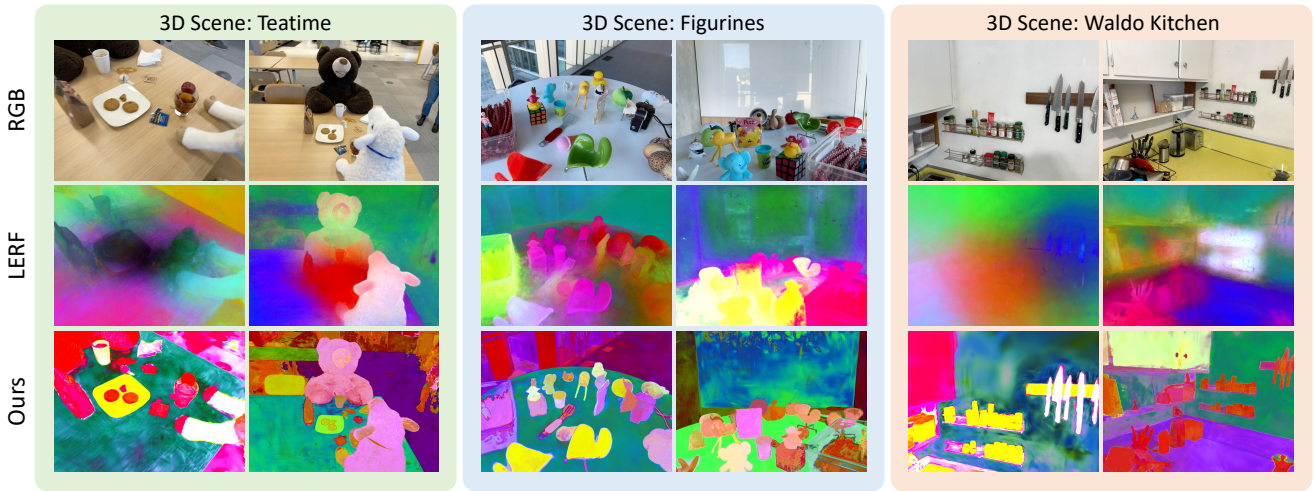 3D Scene: Teatime
3D Scene: Figurines
3D Scene: Waldo Kitchen
RGB
LERF
Ours